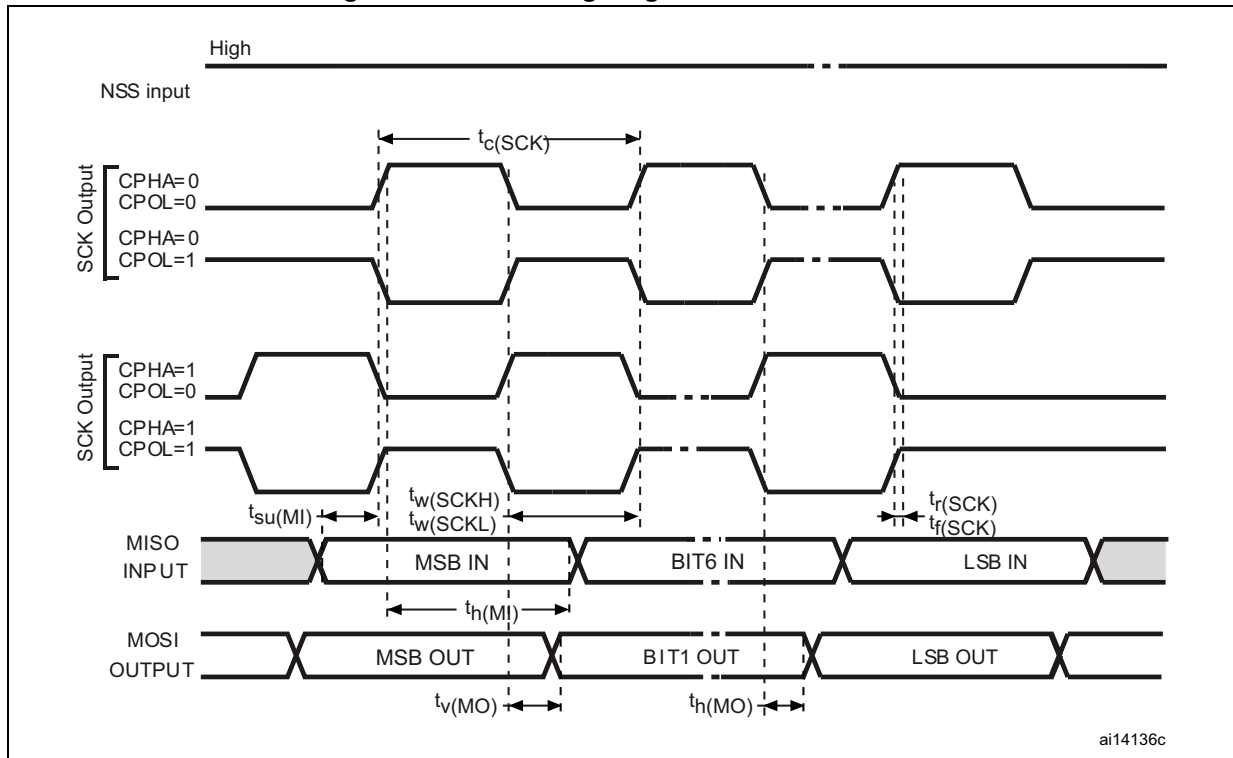 High
NSS input
tc(SCK)
SCK Output
CPHA=0
CPOL=0
CPHA=0
CPOL=1
SCK Output
CPHA=1
CPOL=0
CPHA=1
CPOL=1
tsu(MI)
tw(SCKH)
tw(SCKL)
tr(SCK)
tf(SCK)
MISO
INPUT
MSB IN
BIT6 IN
LSB IN
th(MI)
MOSI
OUTPUT
MSB OUT
BIT1 OUT
LSB OUT
tv(MO)
th(MO)
ai14136c